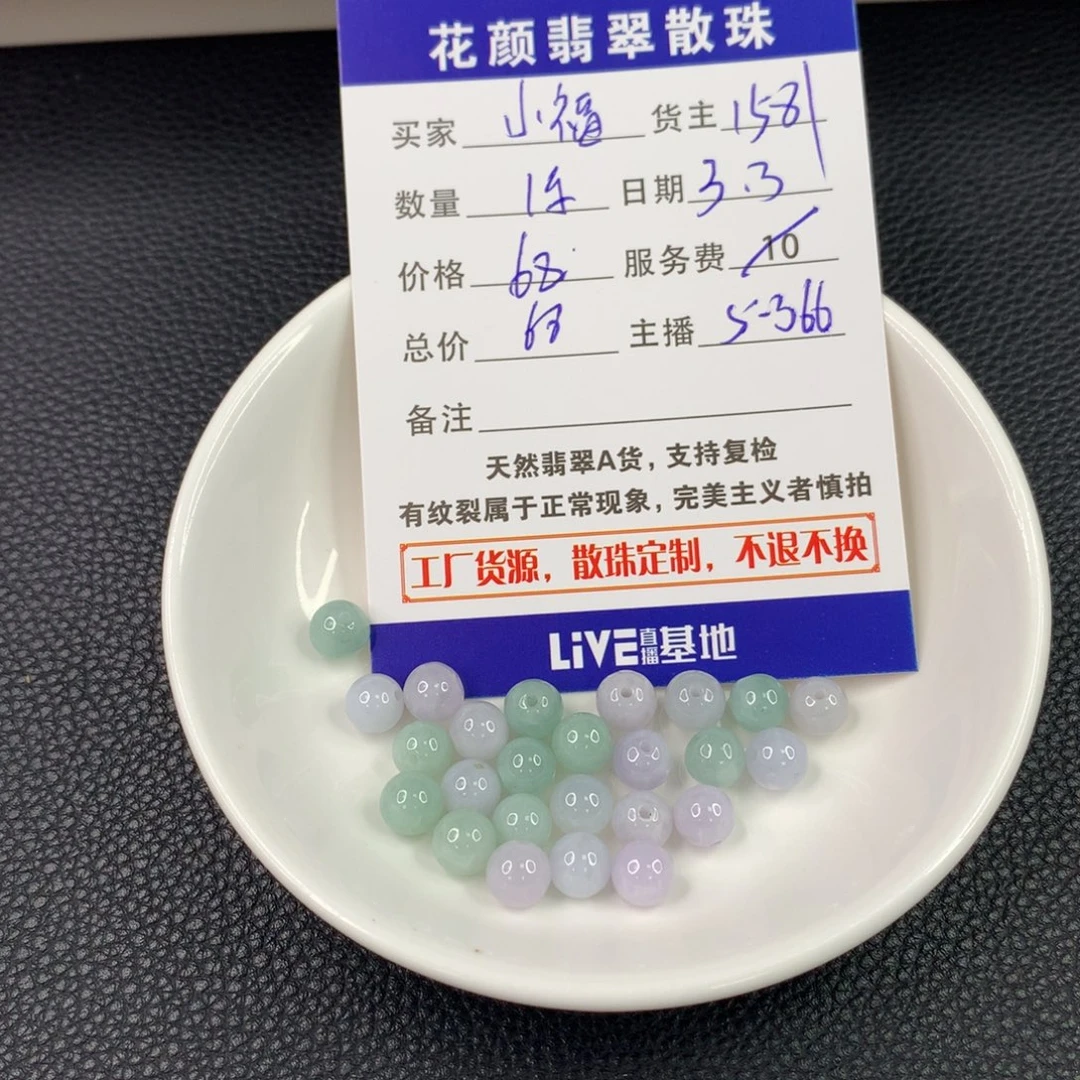 花颜翡翠散珠
买家 小福 货主 1581
数量 1件 日期 3.3
价格 68 服务费 10
总价 68 主播 5-366
备注
天然翡翠A货，支持复检
有纹裂属于正常现象，完美主义者慎拍
工厂货源，散珠定制，不退不换
LiVE直播基地